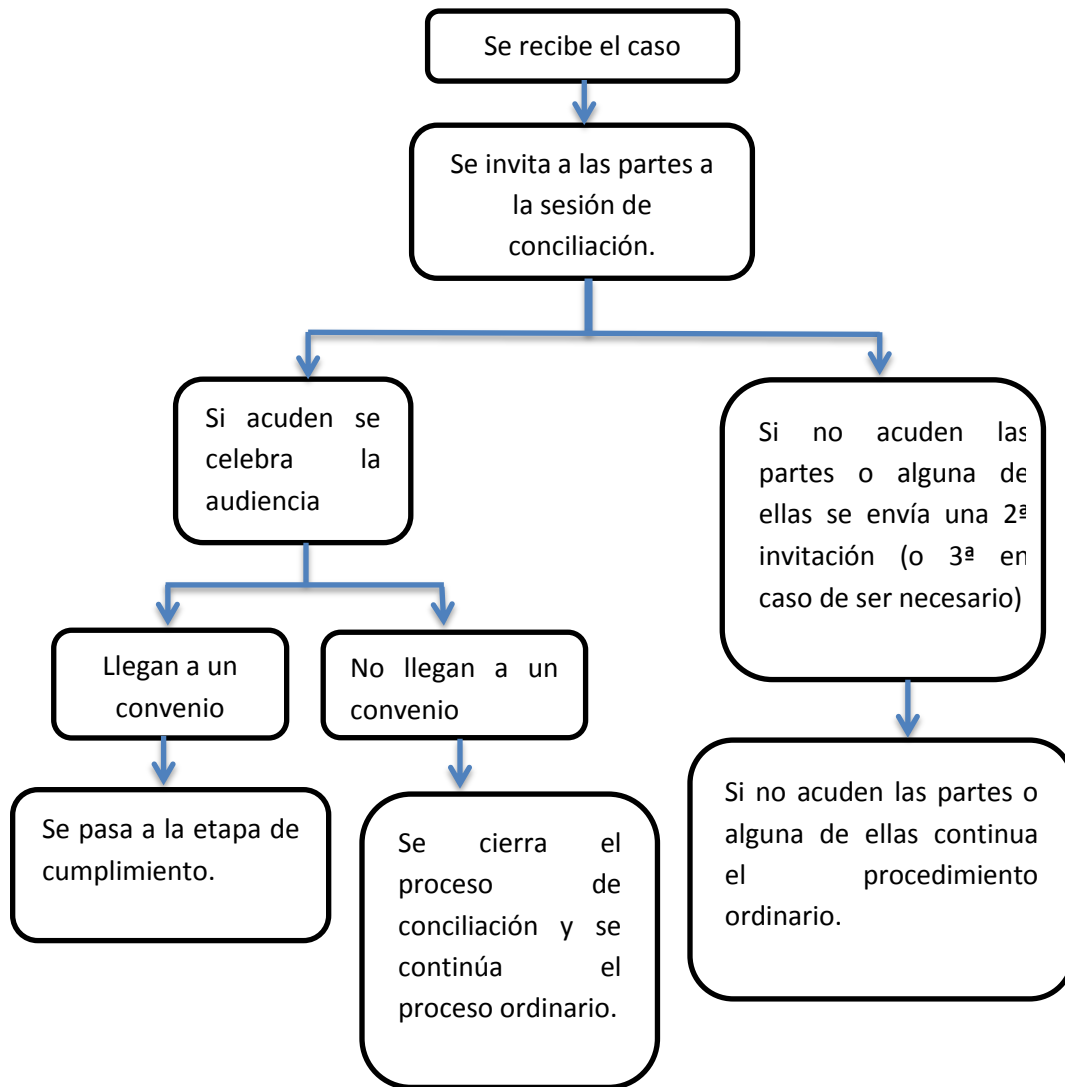 Se recibe el caso
Se invita a las partes a
la sesión de
conciliación.
Si acuden se
celebra la
audiencia
Si no acuden las
partes o alguna de
ellas se envía una 2ª
invitación (o 3ª en
caso de ser necesario)
Llegan a un
convenio
No llegan a un
convenio
Se pasa a la etapa de
cumplimiento.
Se cierra el
proceso de
conciliación y se
continúa el
proceso ordinario.
Si no acuden las partes o
alguna de ellas continua
el procedimiento
ordinario.